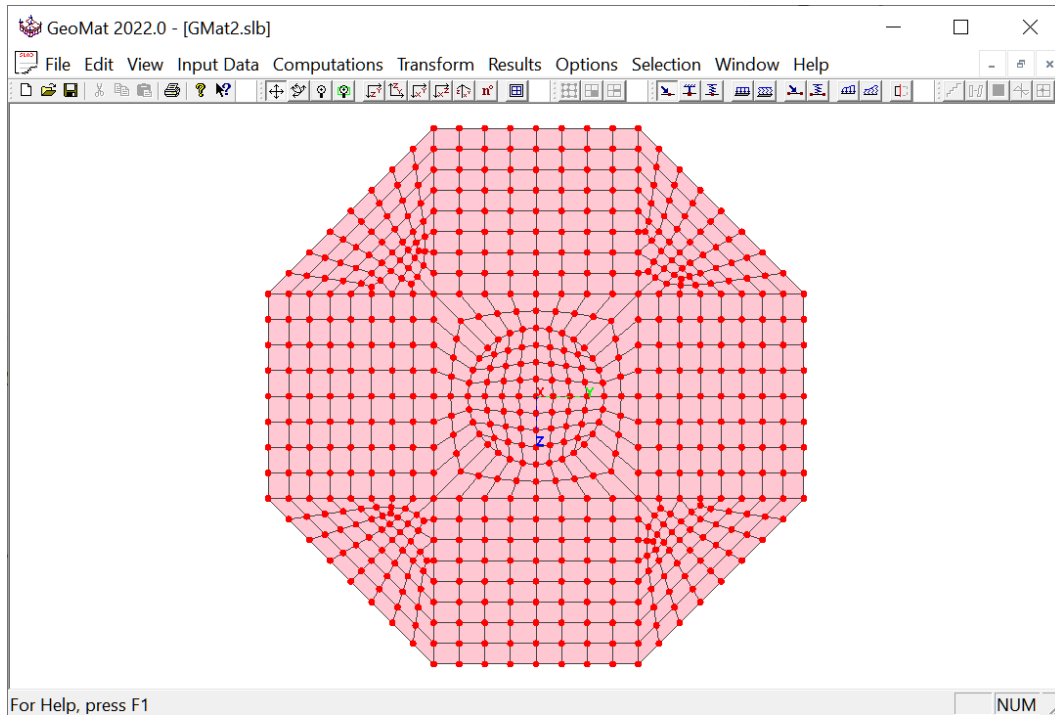 GeoMat 2022.0 - [GMat2.slb]
File Edit View Input Data Computations Transform Results Options Selection Window Help
n°
X Y
Z
For Help, press F1 NUM